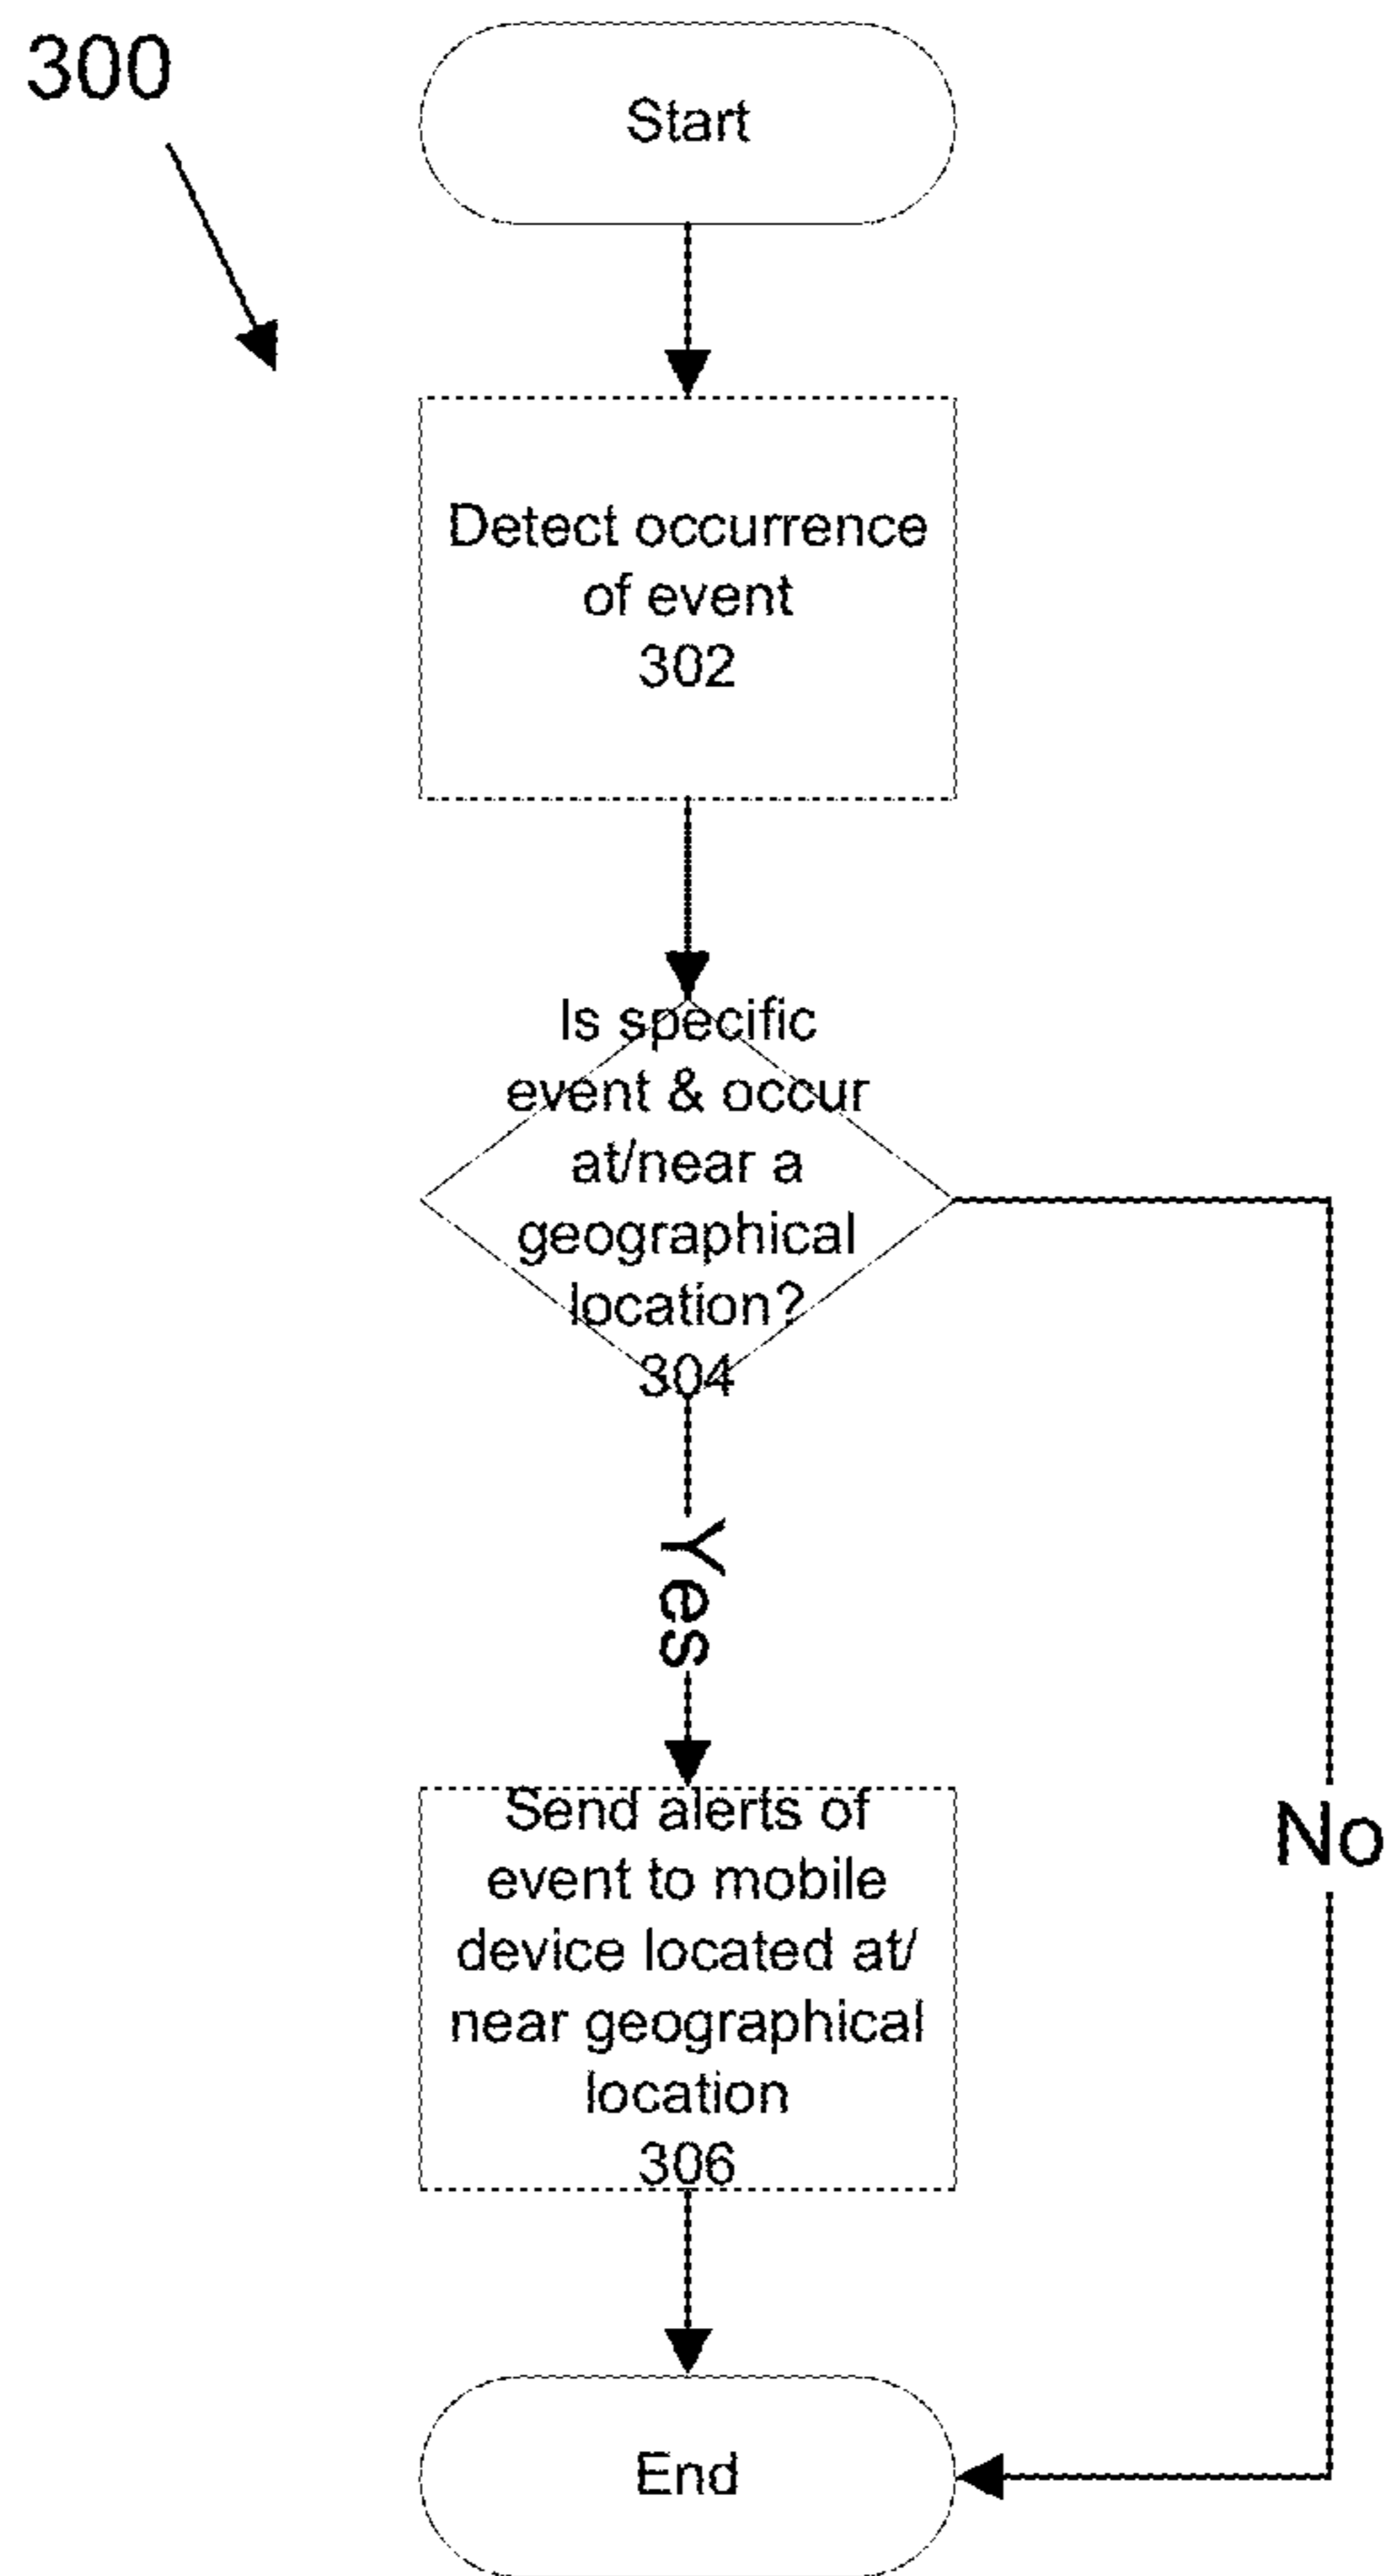 300
Start
Detect occurrence
of event
302
Is specific
event & occur
at/near a
geographical
location?
304
Yes
Send alerts of
event to mobile
device located at/
near geographical
location
306
No
End